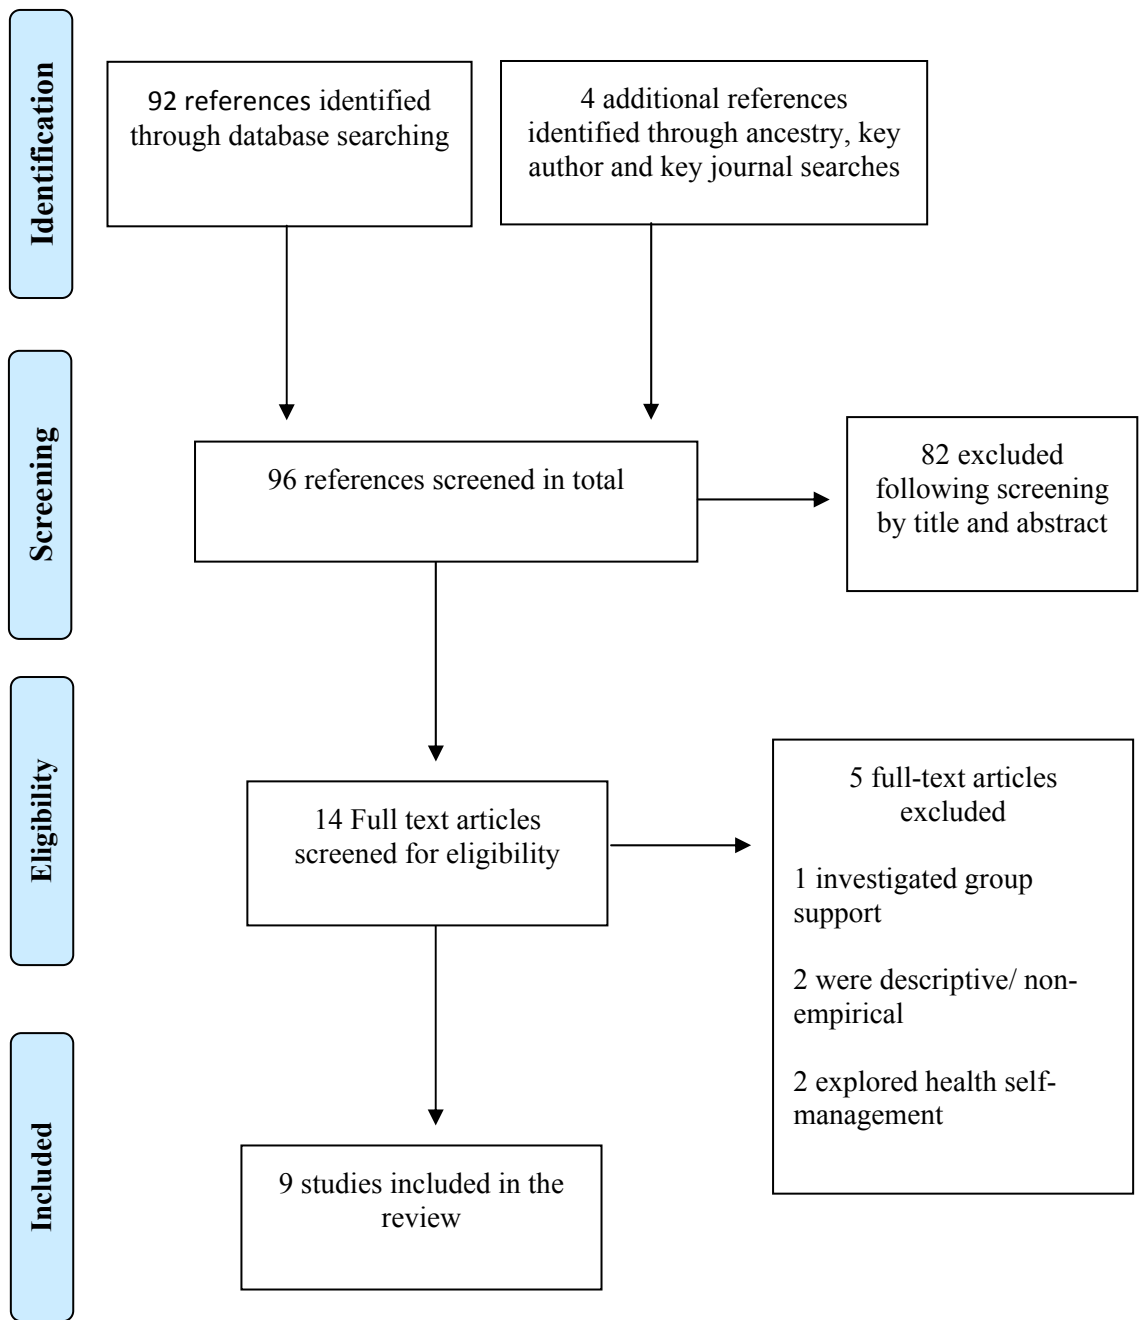 Identification
92 references identified
through database searching
4 additional references
identified through ancestry, key
author and key journal searches
Screening
96 references screened in total
82 excluded
following screening
by title and abstract
Eligibility
14 Full text articles
screened for eligibility
5 full-text articles
excluded
1 investigated group
support
2 were descriptive/ non-
empirical
2 explored health self-
management
Included
9 studies included in the
review